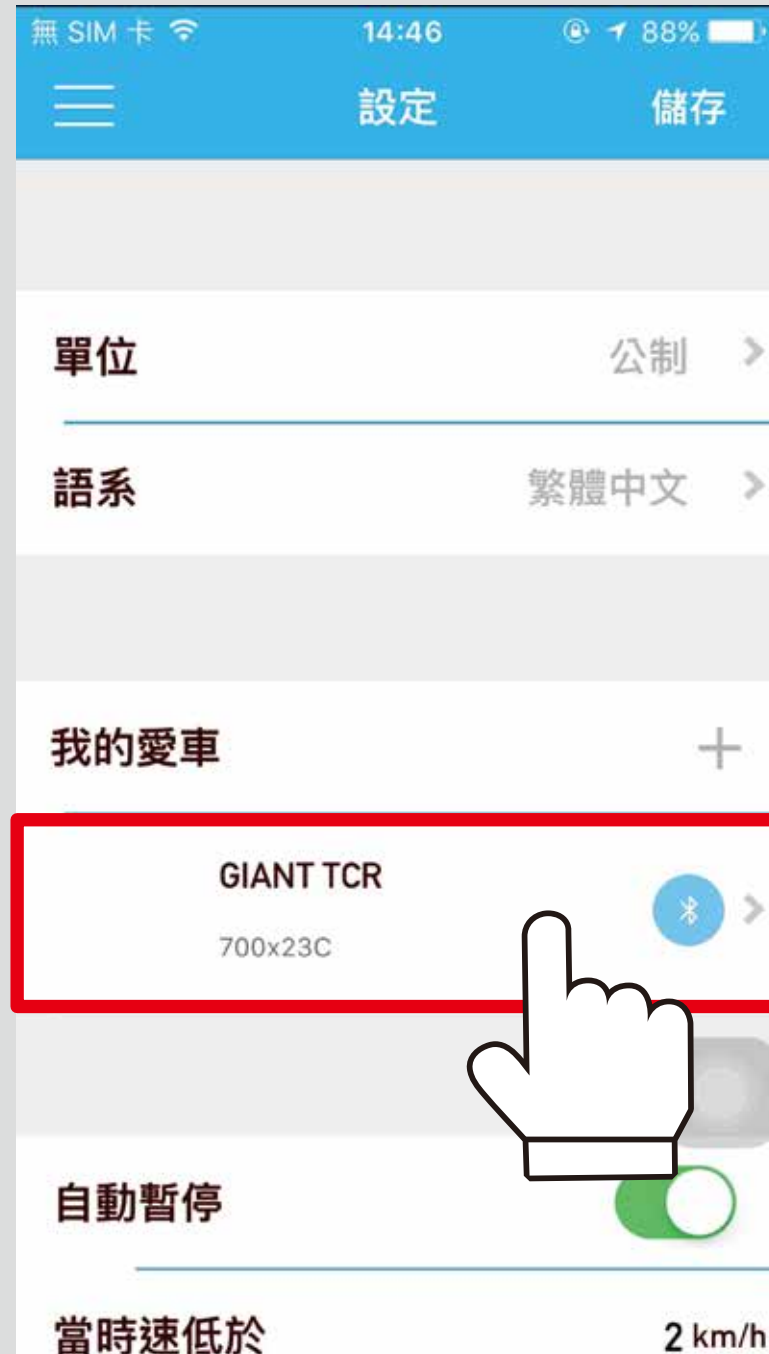 無 SIM 卡 14:46 88%
設定 儲存
單位 公制
語系 繁體中文
我的愛車
GIANT TCR
700x23C
自動暫停
當時速低於 2 km/h